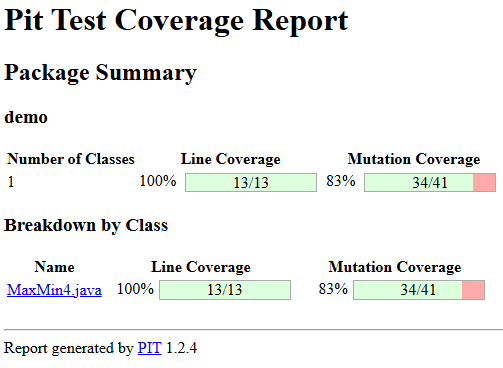 Pit Test Coverage Report
Package Summary
demo
Number of Classes Line Coverage Mutation Coverage
1 100% 13/13 83% 34/41
Breakdown by Class
Name Line Coverage Mutation Coverage
MaxMin4.java 100% 13/13 83% 34/41
Report generated by PIT 1.2.4